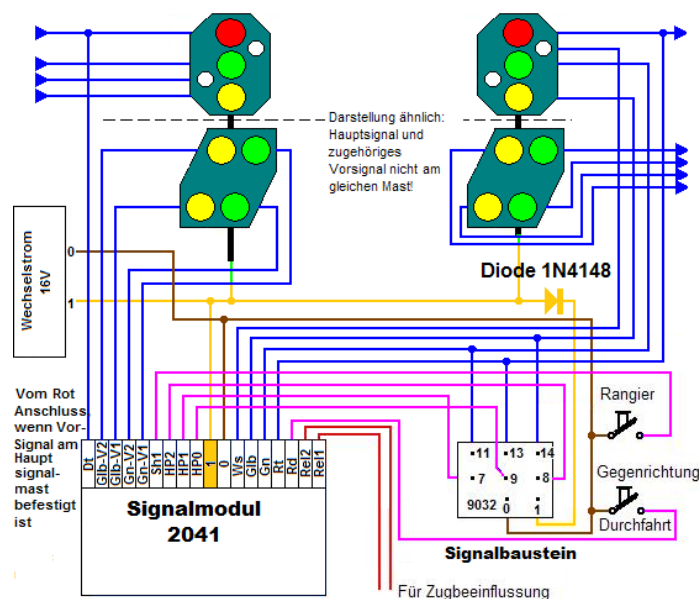 Darstellung ähnlich:
Hauptsignal und
zugehöriges
Vorsignal nicht am
gleichen Mast!
Wechselstrom
16V
0
1
Diode 1N4148
Vom Rot
Anschluss,
wenn Vor-
Signal am
Haupt
signal-
mast
befestigt
ist
Dt
Glb-V2
Glb-V1
Gn-V2
Gn-V1
Sh1
HP2
HP1
HP0
1
0
Ws
Glb
Gn
Rt
Rd
Rel2
Rel1
Signalmodul
2041
11
13
14
7
9
8
9032
0
1
Signalbaustein
Rangier
Gegenrichtung
Durchfahrt
Für Zugbeeinflussung